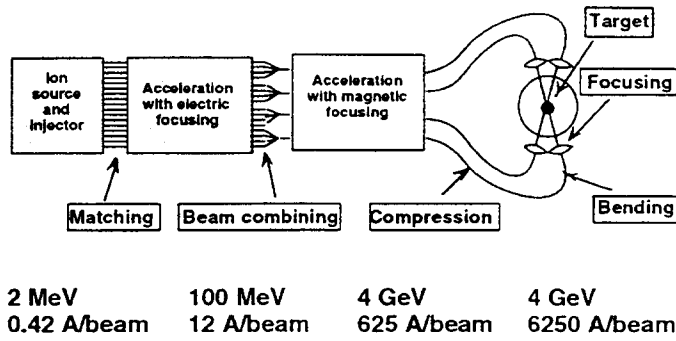 Target
Ion
source
and
injector
Acceleration
with electric
focusing
Acceleration
with magnetic
focusing
Focusing
Matching
Beam combining
Compression
Bending
2 MeV
100 MeV
4 GeV
4 GeV
0.42 A/beam
12 A/beam
625 A/beam
6250 A/beam